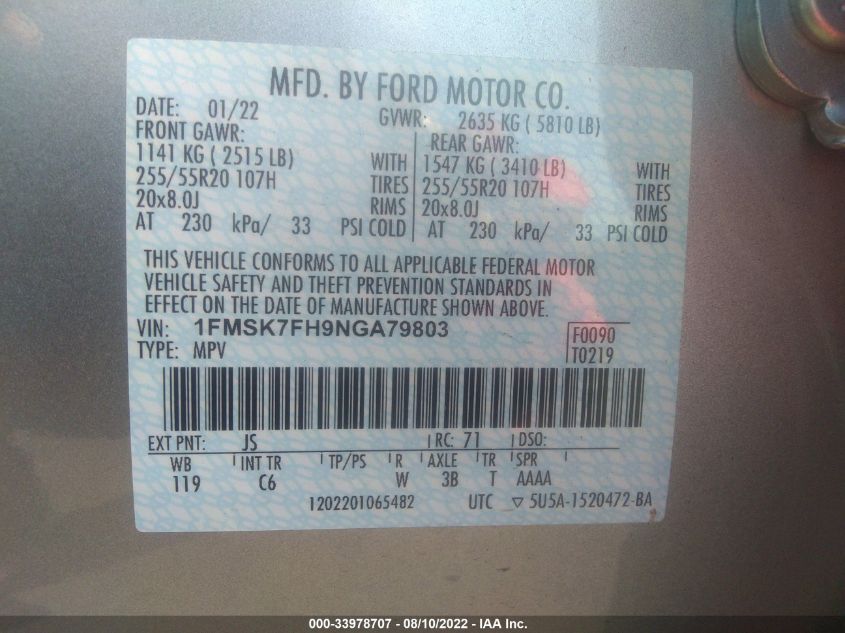 MFD. BY FORD MOTOR CO.
DATE: 01/22 GVWR: 2635 KG ( 5810 LB)
FRONT GAWR: REAR GAWR:
1141 KG ( 2515 LB) WITH 1547 KG ( 3410 LB) WITH
255/55R20 107H TIRES 255/55R20 107H TIRES
20x8.0J RIMS 20x8.0J RIMS
AT 230 kPa/ 33 PSI COLD AT 230 kPa/ 33 PSI COLD
THIS VEHICLE CONFORMS TO ALL APPLICABLE FEDERAL MOTOR
VEHICLE SAFETY AND THEFT PREVENTION STANDARDS IN
EFFECT ON THE DATE OF MANUFACTURE SHOWN ABOVE.
VIN: 1FMSK7FH9NGA79803 F0090
TYPE: MPV T0219
EXT PNT: JS RC: 71 DSO:
WB INT TR TP/PS R AXLE TR SPR
119 C6 W 3B T AAAA
1202201065482 UTC ▽ 5U5A-1520472-BA
000-33978707 - 08/10/2022 - IAA Inc.